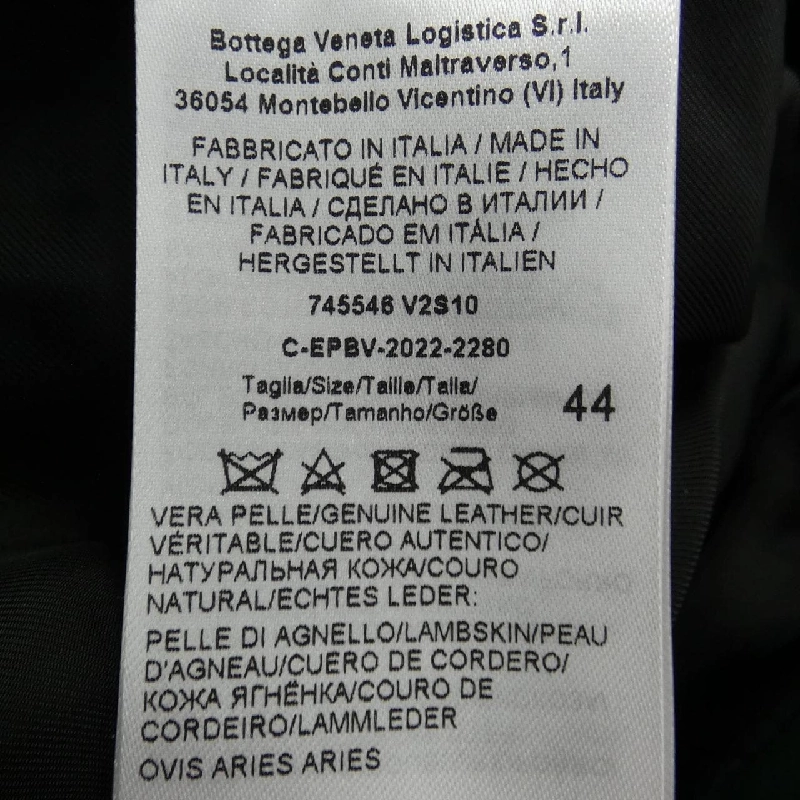 Bottega Veneta Logistica S.r.l.
Località Conti Maltraverso,1
36054 Montebello Vicentino (VI) Italy
FABBRICATO IN ITALIA / MADE IN
ITALY / FABRIQUÉ EN ITALIE / HECHO
EN ITALIA / СДЕЛАНО В ИТАЛИИ /
FABRICADO EM ITÁLIA /
HERGESTELLT IN ITALIEN
745546 V2S10
C-EPBV-2022-2280
Taglia/Size/Taille/Talla/
Размер/Tamanho/Größe 44
VERA PELLE/GENUINE LEATHER/CUIR
VÉRITABLE/CUERO AUTENTICO/
НАТУРАЛЬНАЯ КОЖА/COURO
NATURAL/ECHTES LEDER:
PELLE DI AGNELLO/LAMBSKIN/PEAU
D'AGNEAU/CUERO DE CORDERO/
КОЖА ЯГНЁНКА/COURO DE
CORDEIRO/LAMMLEDER
OVIS ARIES ARIES